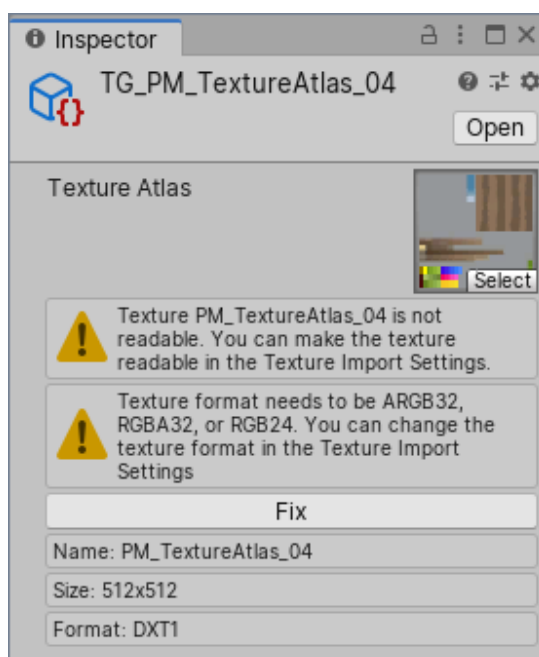 Inspector
TG_PM_TextureAtlas_04
Open
Texture Atlas
Select
Texture PM_TextureAtlas_04 is not
readable. You can make the texture
readable in the Texture Import Settings.
Texture format needs to be ARGB32,
RGBA32, or RGB24. You can change the
texture format in the Texture Import
Settings
Fix
Name: PM_TextureAtlas_04
Size: 512x512
Format: DXT1